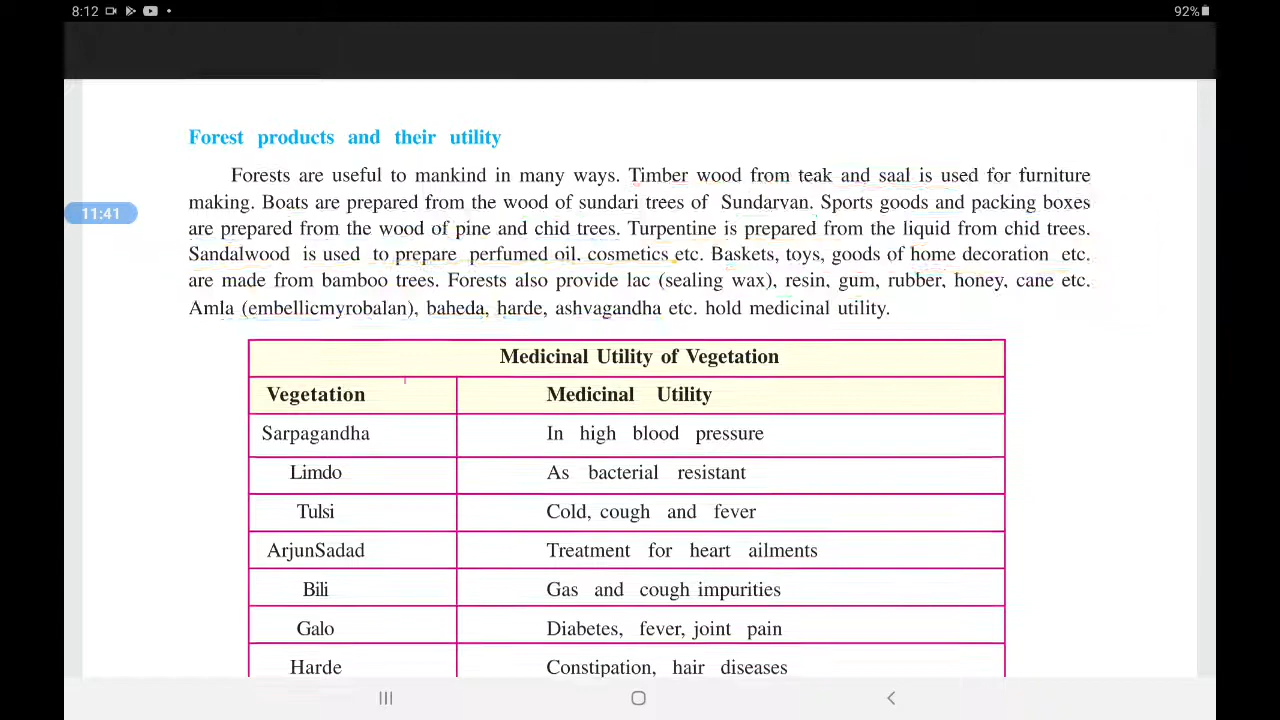 8:12
92%
Forest products and their utility
Forests are useful to mankind in many ways. Timber wood from teak and saal is used for furniture
making. Boats are prepared from the wood of sundari trees of Sundarvan. Sports goods and packing boxes
11:41
are prepared from the wood of pine and chid trees. Turpentine is prepared from the liquid from chid trees.
Sandalwood is used to prepare perfumed oil. cosmetics etc. Baskets, toys, goods of home decoration etc.
are made from bamboo trees. Forests also provide lac (sealing wax), resin, gum, rubber, honey, cane etc.
Amla (embellicmyrobalan), baheda, harde, ashvagandha etc. hold medicinal utility.
Medicinal Utility of Vegetation
Vegetation Medicinal Utility
Sarpagandha In high blood pressure
Limdo As bacterial resistant
Tulsi Cold, cough and fever
ArjunSadad Treatment for heart ailments
Bili Gas and cough impurities
Galo Diabetes, fever, joint pain
Harde Constipation, hair diseases